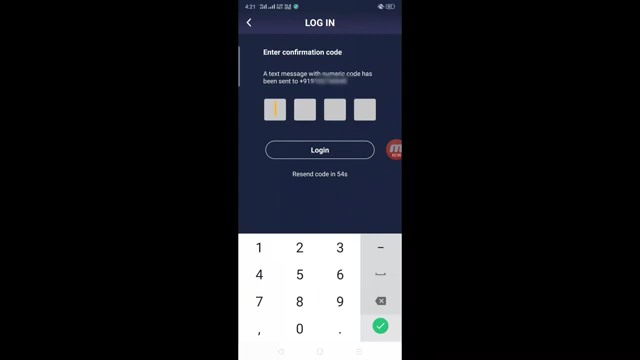 4:21
LOG IN
Enter confirmation code
A text message with numeric code has
been sent to +919
Login
Resend code in 54s
1 2 3 -
4 5 6
7 8 9
, 0 .